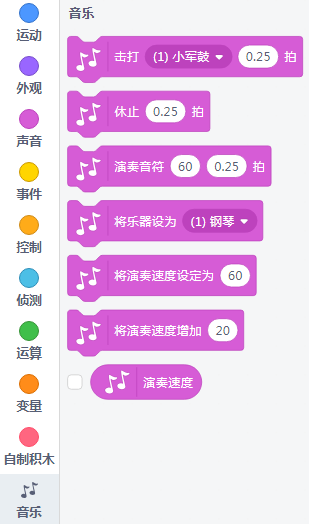 运动
外观
声音
事件
控制
侦测
运算
变量
自制积木
音乐
音乐
击打 (1) 小军鼓 0.25 拍
休止 0.25 拍
演奏音符 60 0.25 拍
将乐器设为 (1) 钢琴
将演奏速度设定为 60
将演奏速度增加 20
演奏速度